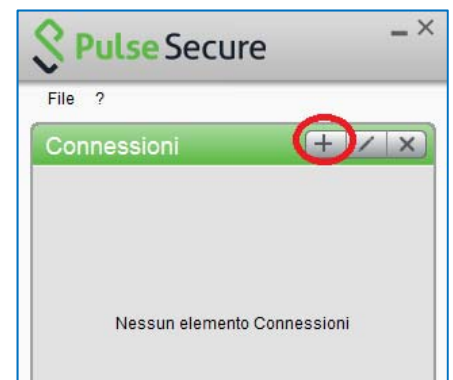 Pulse Secure
File ?
Connessioni
Nessun elemento Connessioni